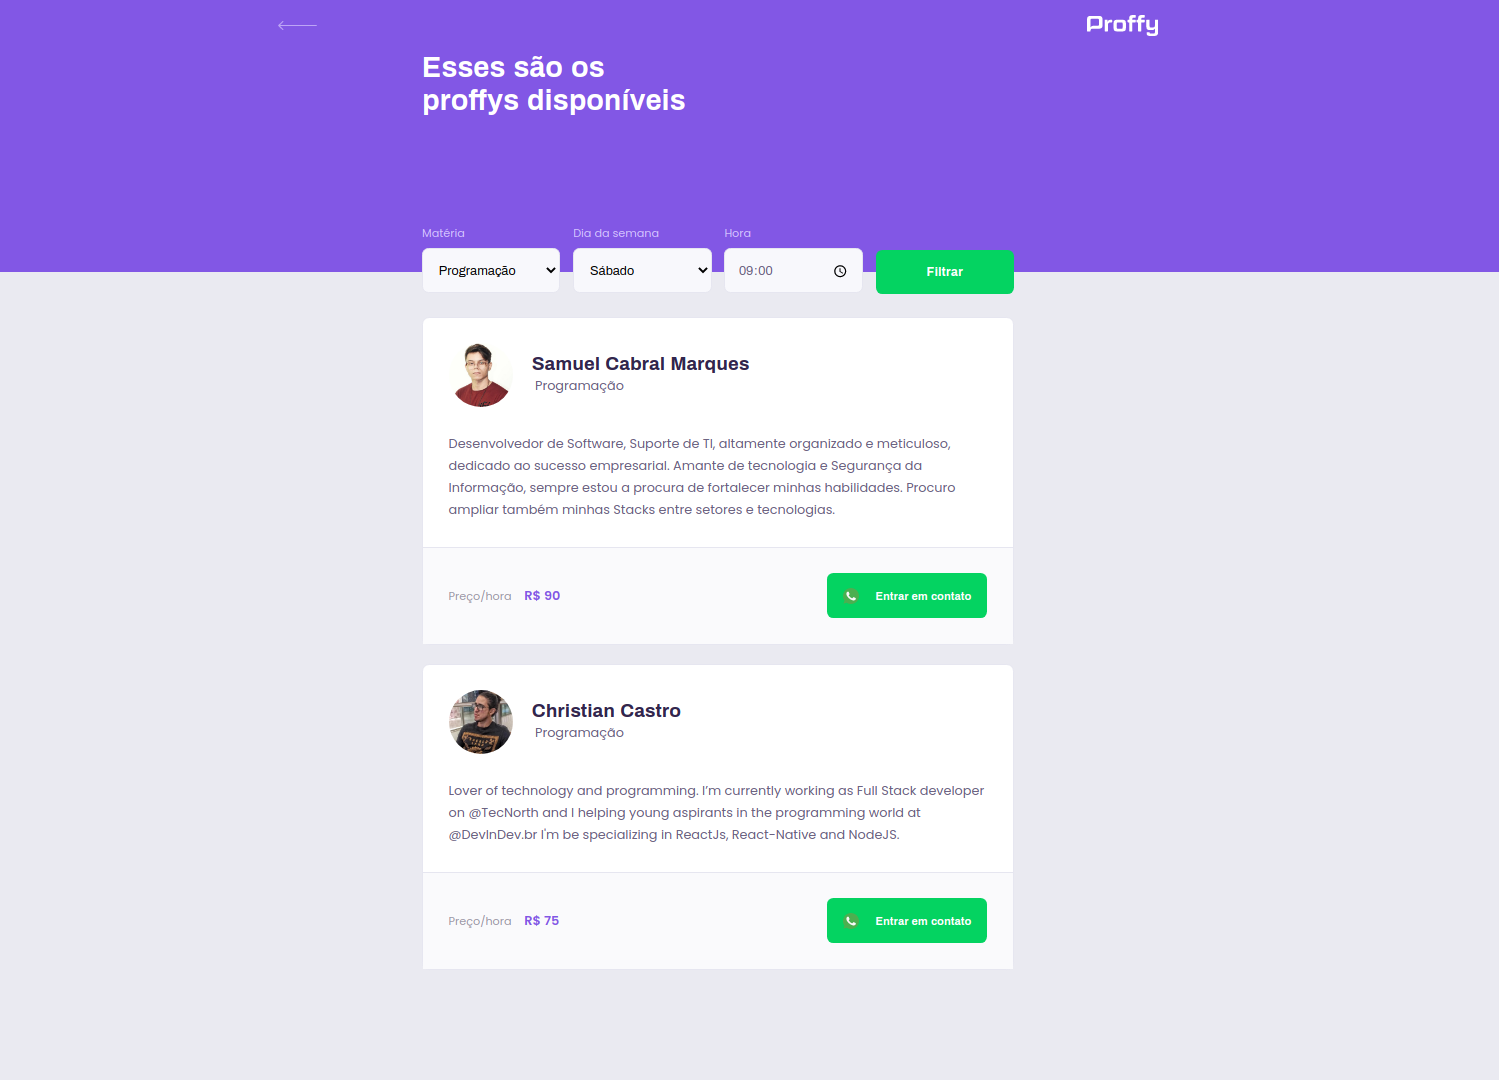 Proffy
Esses são os
proffys disponíveis
Matéria
Dia da semana
Hora
Programação
Sábado
09:00
Filtrar
Samuel Cabral Marques
Programação
Desenvolvedor de Software, Suporte de TI, altamente organizado e meticuloso,
dedicado ao sucesso empresarial. Amante de tecnologia e Segurança da
Informação, sempre estou a procura de fortalecer minhas habilidades. Procuro
ampliar também minhas Stacks entre setores e tecnologias.
Preço/hora R$ 90
Entrar em contato
Christian Castro
Programação
Lover of technology and programming. I'm currently working as Full Stack developer
on @TecNorth and I helping young aspirants in the programming world at
@DevInDev.br I'm be specializing in ReactJs, React-Native and NodeJS.
Preço/hora R$ 75
Entrar em contato